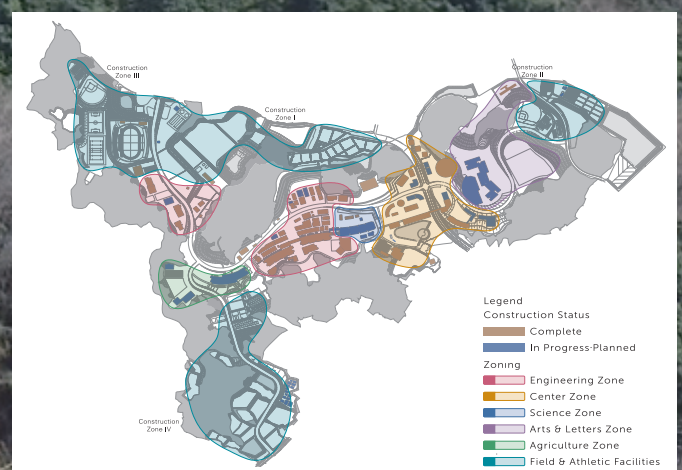 Construction
Zone III
Construction
Zone I
Construction
Zone II
Construction
Zone IV
Legend
Construction Status
Complete
In Progress-Planned
Zoning
Engineering Zone
Center Zone
Science Zone
Arts & Letters Zone
Agriculture Zone
Field & Athletic Facilities